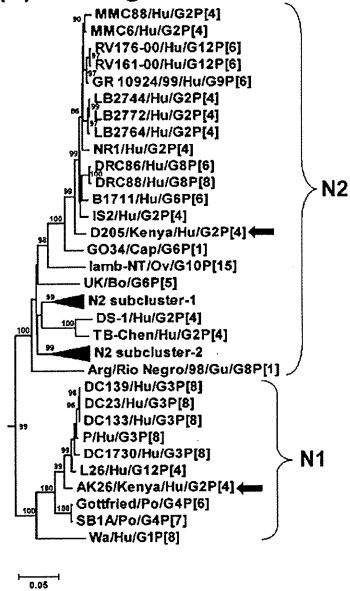 MMC88/Hu/G2P[4]
MMC6/Hu/G2P[4]
RV176-00/Hu/G12P[6]
RV161-00/Hu/G12P[6]
GR 10924/99/Hu/G9P[6]
LB2744/Hu/G2P[4]
LB2772/Hu/G2P[4]
LB2764/Hu/G2P[4]
NR1/Hu/G2P[4]
DRC86/Hu/G8P[6]
DRC88/Hu/G8P[8]
B1711/Hu/G6P[6]
IS2/Hu/G2P[4]
D205/Kenya/Hu/G2P[4]
GO34/Cap/G6P[1]
lamb-NT/Ov/G10P[15]
UK/Bo/G6P[5]
N2 subcluster-1
DS-1/Hu/G2P[4]
TB-Chen/Hu/G2P[4]
N2 subcluster-2
Arg/Rio Negro/98/Gu/G8P[1]
N2
DC139/Hu/G3P[8]
DC23/Hu/G3P[8]
DC133/Hu/G3P[8]
P/Hu/G3P[8]
DC1730/Hu/G3P[8]
L26/Hu/G12P[4]
AK26/Kenya/Hu/G2P[4]
Gottfried/Po/G4P[6]
SB1A/Po/G4P[7]
Wa/Hu/G1P[8]
N1
90
97
97
99
97
99
100
99
99
98
99
100
99
99
96
96
100
99
100
100
100
0.05